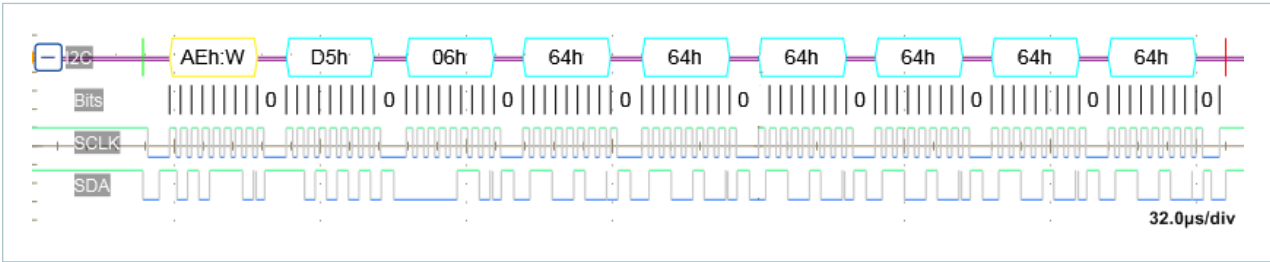 I2C AEh:W D5h 06h 64h 64h 64h 64h 64h 64h
Bits 0 0 0 0 0 0 0 0 0
SCLK
SDA
32.0µs/div